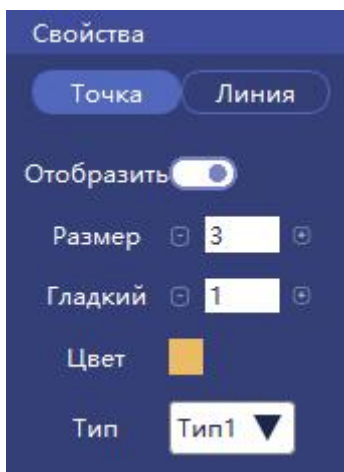 Свойства
Точка Линия
Отобразить
Размер 3
Гладкий 1
Цвет
Тип Тип1